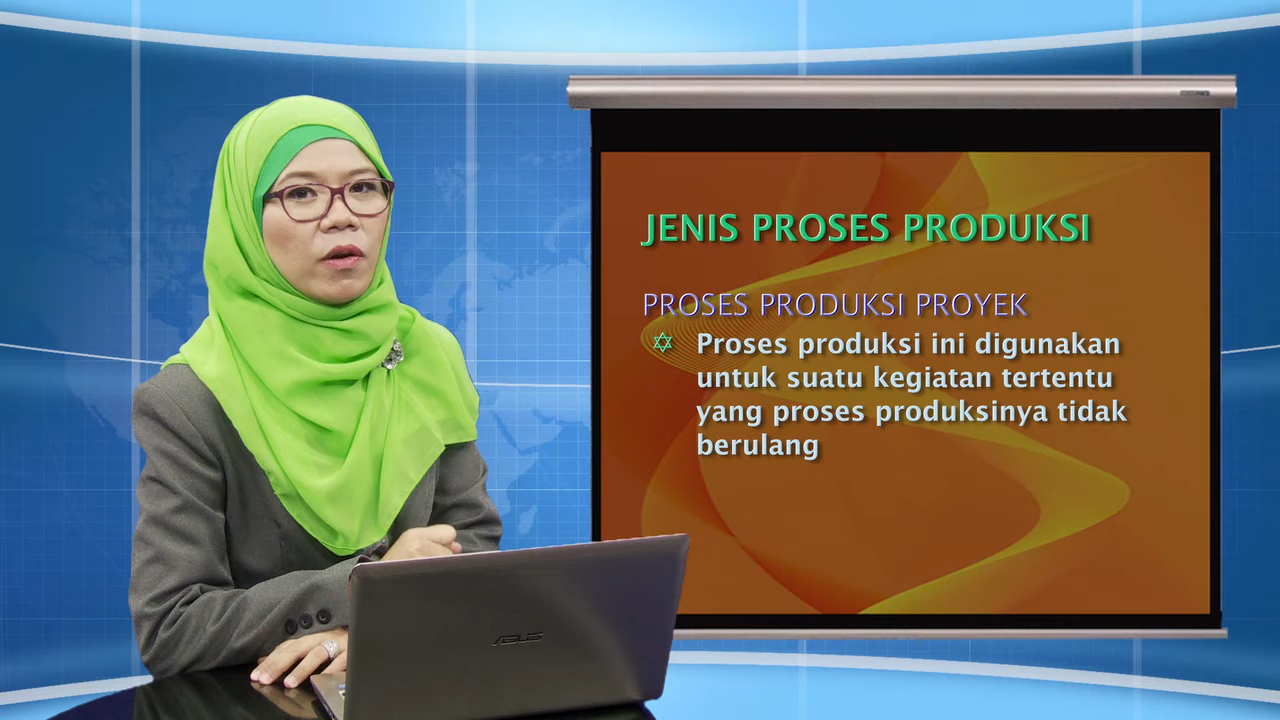 JENIS PROSES PRODUKSI
PROSES PRODUKSI PROYEK
Proses produksi ini digunakan
untuk suatu kegiatan tertentu
yang proses produksinya tidak
berulang
ASUS